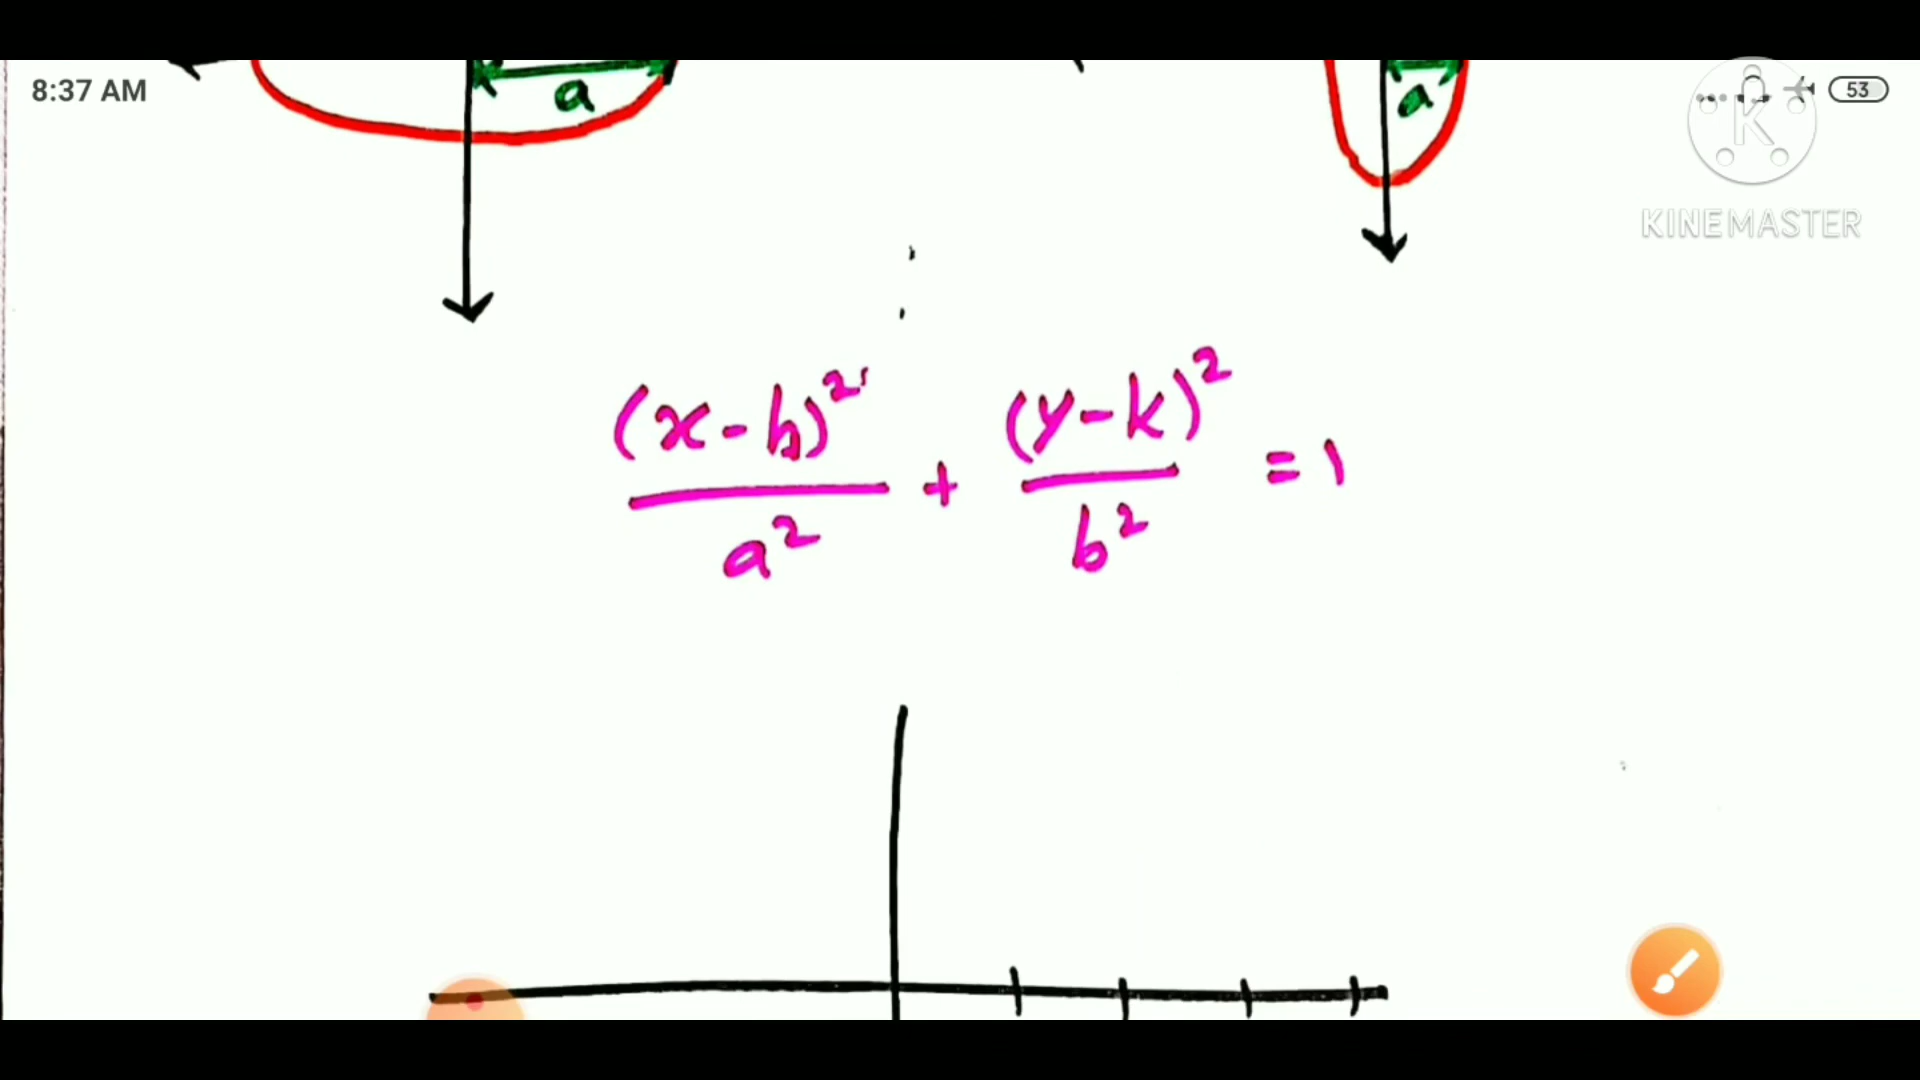 8:37 AM
53
K
KINEMASTER
a
a
(x-h)²
(y-k)²
+
= 1
a²
b²